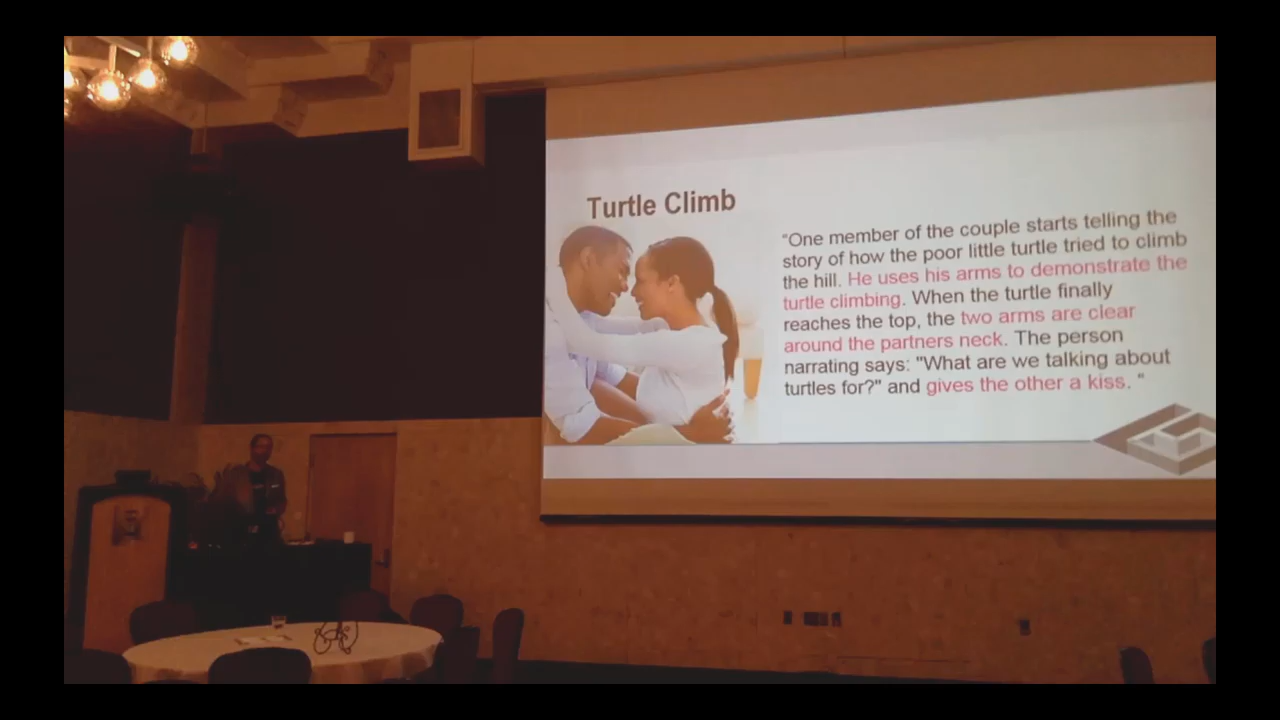 Turtle Climb
"One member of the couple starts telling the
story of how the poor little turtle tried to climb
the hill. He uses his arms to demonstrate the
turtle climbing. When the turtle finally
reaches the top, the two arms are clear
around the partners neck. The person
narrating says: "What are we talking about
turtles for?" and gives the other a kiss. "